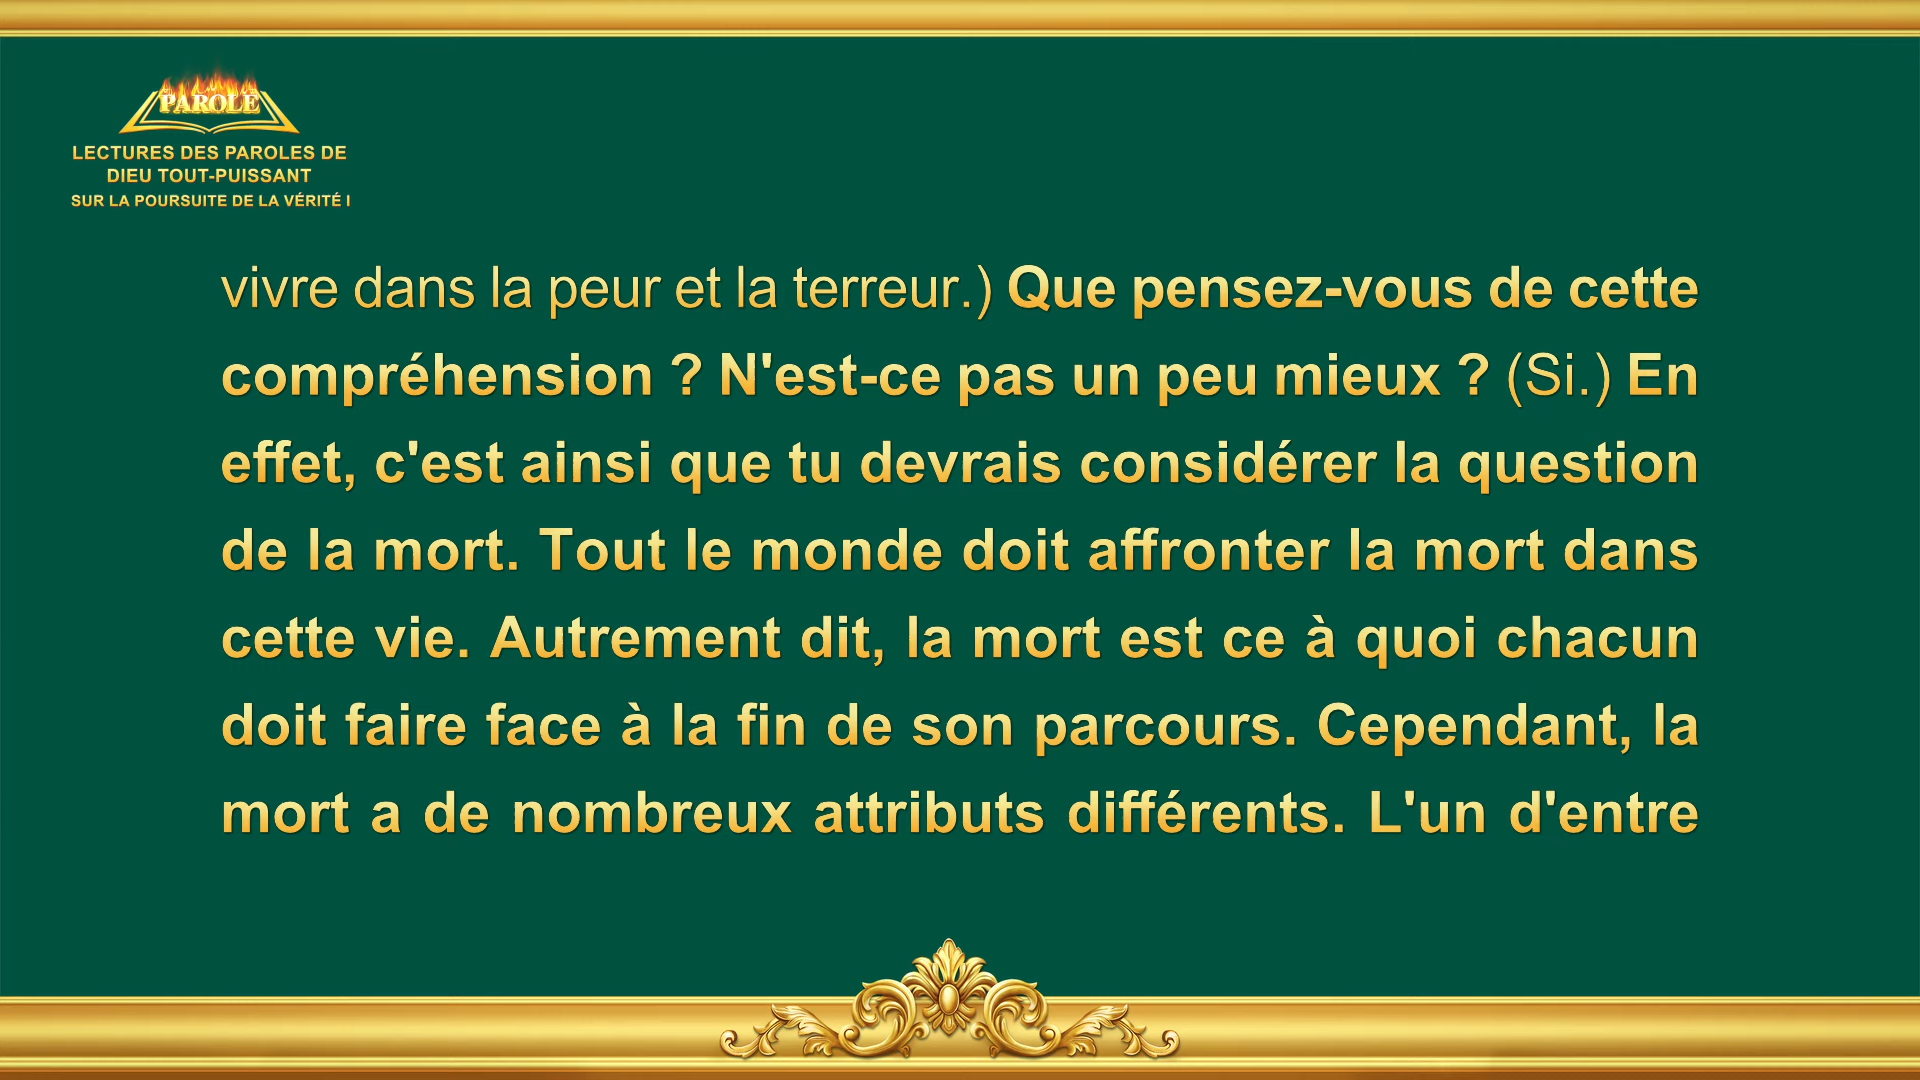 PAROLE
LECTURES DES PAROLES DE
DIEU TOUT-PUISSANT
SUR LA POURSUITE DE LA VÉRITÉ I
vivre dans la peur et la terreur.) Que pensez-vous de cette
compréhension ? N'est-ce pas un peu mieux ? (Si.) En
effet, c'est ainsi que tu devrais considérer la question
de la mort. Tout le monde doit affronter la mort dans
cette vie. Autrement dit, la mort est ce à quoi chacun
doit faire face à la fin de son parcours. Cependant, la
mort a de nombreux attributs différents. L'un d'entre